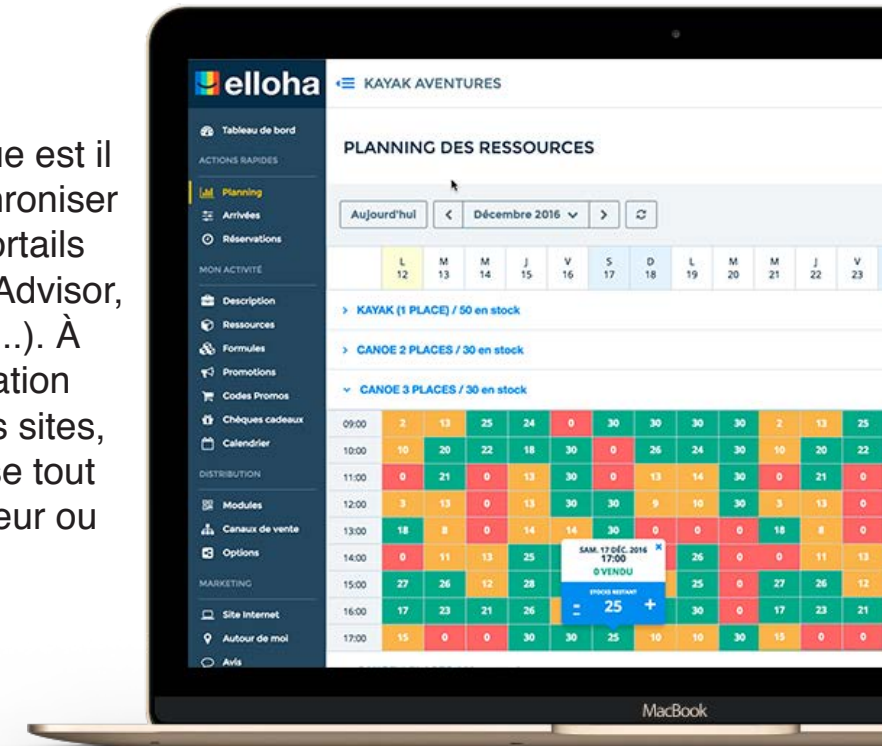 ue est il
hroniser
ortails
Advisor,
..). À
ation
s sites,
se tout
eur ou
elloha
Tableau de bord
ACTIONS RAPIDES
Planning
Arrivées
Réservations
MON ACTIVITÉ
Description
Ressources
Formules
Promotions
Codes Promos
Chèques cadeaux
Calendrier
DISTRIBUTION
Modules
Canaux de vente
Options
MARKETING
Site Internet
Autour de moi
Avis
KAYAK AVENTURES
PLANNING DES RESSOURCES
Aujourd'hui < Décembre 2016 >
L M M J V S D L M M J V
12 13 14 15 16 17 18 19 20 21 22 23
> KAYAK (1 PLACE) / 50 en stock
> CANOE 2 PLACES / 30 en stock
CANOE 3 PLACES / 30 en stock
09:00 2 13 25 24 0 30 30 30 30 2 13 25
10:00 10 20 22 18 30 0 26 24 30 10 20 22
11:00 0 21 0 13 30 0 13 14 30 0 21 0
12:00 3 13 0 13 30 30 9 10 30 3 13 0
13:00 18 8 0 14 14 30 0 0 0 18 8 0
14:00 0 11 13 25 26 0 0 11 13
15:00 27 26 12 28 25 0 27 26 12
16:00 17 23 21 26 30 0 17 23 21
17:00 15 0 0 30 30 25 10 10 30 15 0 0
SAM. 17 DÉC. 2016 ×
17:00
0 VENDU
STOCKS RESTANT
- 25 +
MacBook